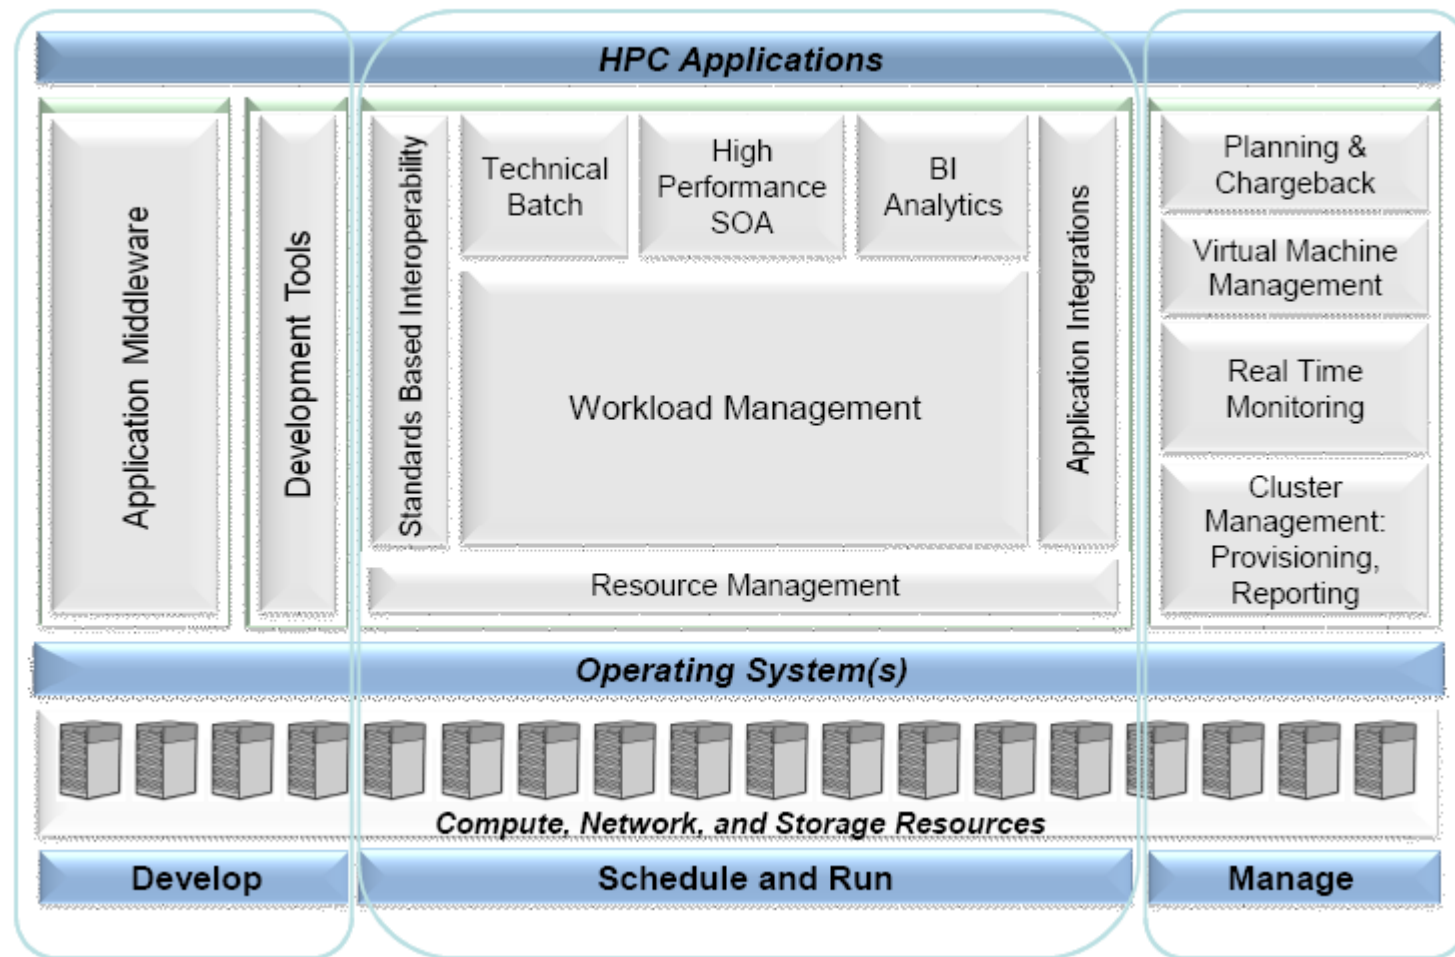 HPC Applications
Application Middleware
Development Tools
Standards Based Interoperability
Technical
Batch
High
Performance
SOA
BI
Analytics
Workload Management
Application Integrations
Resource Management
Planning &
Chargeback
Virtual Machine
Management
Real Time
Monitoring
Cluster
Management:
Provisioning,
Reporting
Operating System(s)
Compute, Network, and Storage Resources
Develop
Schedule and Run
Manage